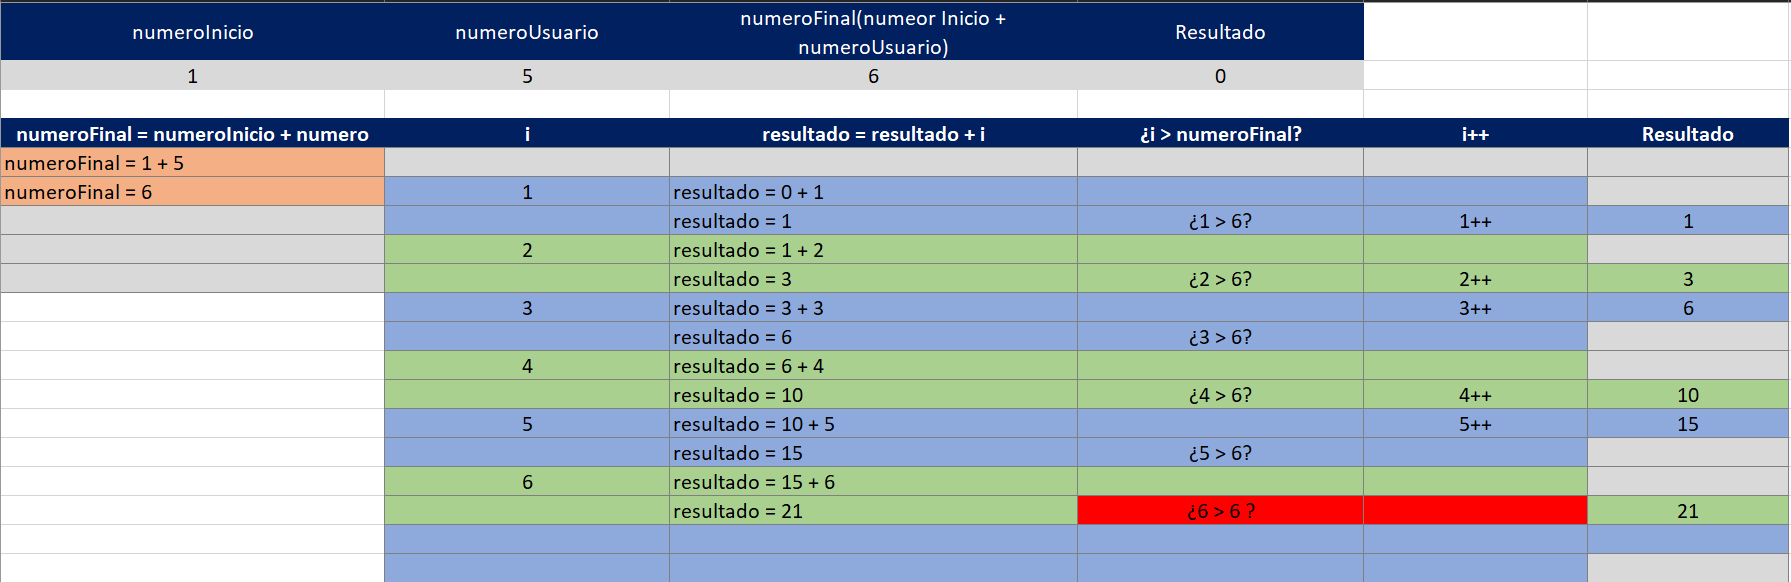 numeroInicio numeroUsuario numeroFinal(numeor Inicio + numeroUsuario) Resultado
1 5 6 0
numeroFinal = numeroInicio + numero i resultado = resultado + i ¿i > numeroFinal? i++ Resultado
numeroFinal = 1 + 5
numeroFinal = 6 1 resultado = 0 + 1
resultado = 1 ¿1 > 6? 1++ 1
2 resultado = 1 + 2
resultado = 3 ¿2 > 6? 2++ 3
3 resultado = 3 + 3 3++ 6
resultado = 6 ¿3 > 6?
4 resultado = 6 + 4
resultado = 10 ¿4 > 6? 4++ 10
5 resultado = 10 + 5 5++ 15
resultado = 15 ¿5 > 6?
6 resultado = 15 + 6
resultado = 21 ¿6 > 6 ? 21